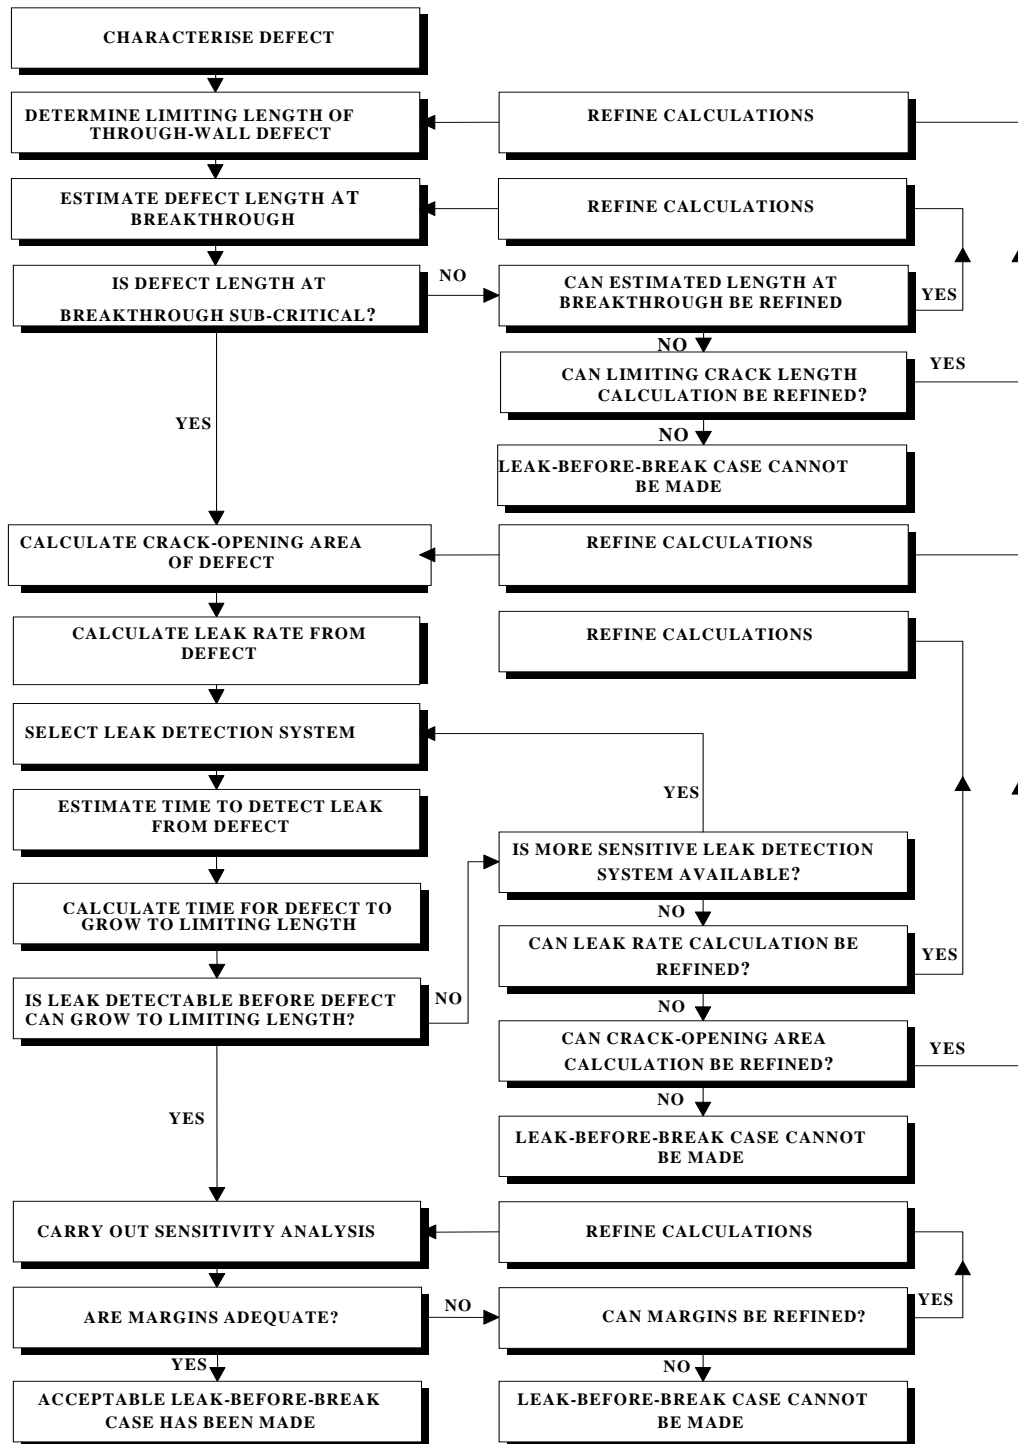 CHARACTERISE DEFECT
DETERMINE LIMITING LENGTH OF
THROUGH-WALL DEFECT
REFINE CALCULATIONS
ESTIMATE DEFECT LENGTH AT
BREAKTHROUGH
REFINE CALCULATIONS
IS DEFECT LENGTH AT
BREAKTHROUGH SUB-CRITICAL?
NO
CAN ESTIMATED LENGTH AT
BREAKTHROUGH BE REFINED
YES
NO
CAN LIMITING CRACK LENGTH
CALCULATION BE REFINED?
YES
YES
NO
LEAK-BEFORE-BREAK CASE CANNOT
BE MADE
CALCULATE CRACK-OPENING AREA
OF DEFECT
REFINE CALCULATIONS
CALCULATE LEAK RATE FROM
DEFECT
REFINE CALCULATIONS
SELECT LEAK DETECTION SYSTEM
YES
ESTIMATE TIME TO DETECT LEAK
FROM DEFECT
IS MORE SENSITIVE LEAK DETECTION
SYSTEM AVAILABLE?
CALCULATE TIME FOR DEFECT TO
GROW TO LIMITING LENGTH
NO
CAN LEAK RATE CALCULATION BE
REFINED?
YES
IS LEAK DETECTABLE BEFORE DEFECT
CAN GROW TO LIMITING LENGTH?
NO
NO
CAN CRACK-OPENING AREA
CALCULATION BE REFINED?
YES
YES
NO
LEAK-BEFORE-BREAK CASE CANNOT
BE MADE
CARRY OUT SENSITIVITY ANALYSIS
REFINE CALCULATIONS
ARE MARGINS ADEQUATE?
NO
CAN MARGINS BE REFINED?
YES
YES
NO
ACCEPTABLE LEAK-BEFORE-BREAK
CASE HAS BEEN MADE
LEAK-BEFORE-BREAK CASE CANNOT
BE MADE